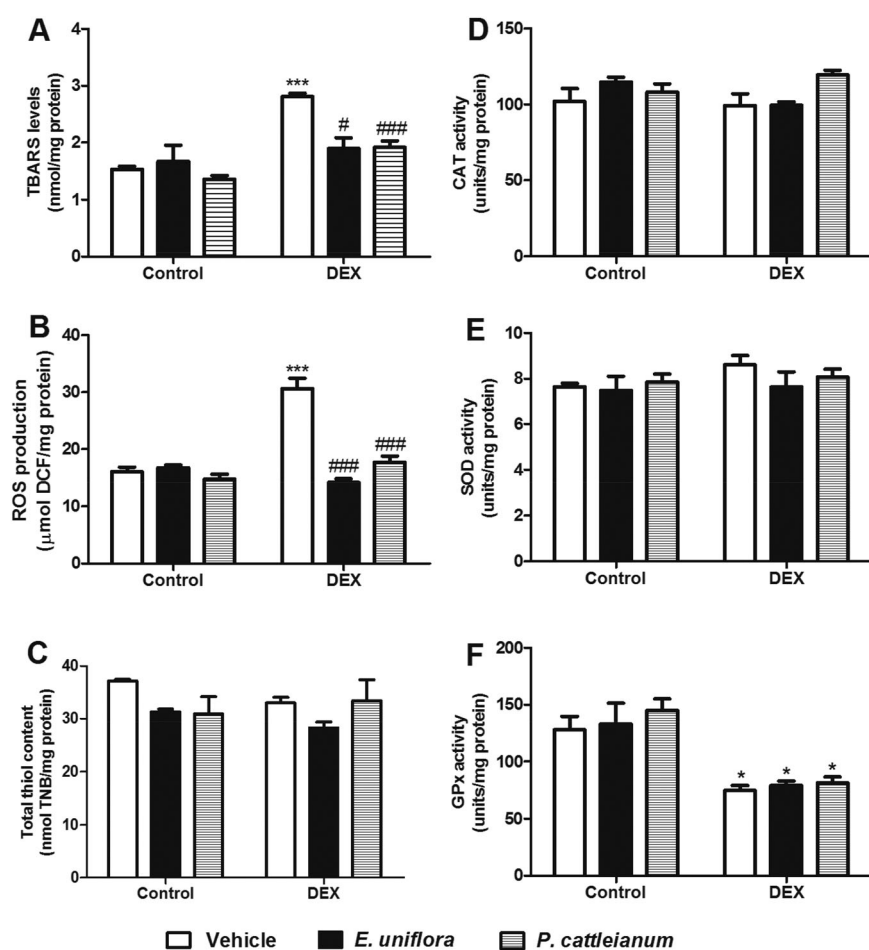 A
TBARS levels
(nmol/mg protein)
4
3
2
1
0
***
#
###
Control
DEX
B
ROS production
(μmol DCF/mg protein)
40
30
20
10
0
***
###
###
Control
DEX
C
Total thiol content
(nmol TNB/mg protein)
40
30
20
10
0
Control
DEX
D
CAT activity
(units/mg protein)
150
100
50
0
Control
DEX
E
SOD activity
(units/mg protein)
10
8
6
4
2
0
Control
DEX
F
GPx activity
(units/mg protein)
200
150
100
50
0
*
*
*
Control
DEX
Vehicle
E. uniflora
P. cattleianum